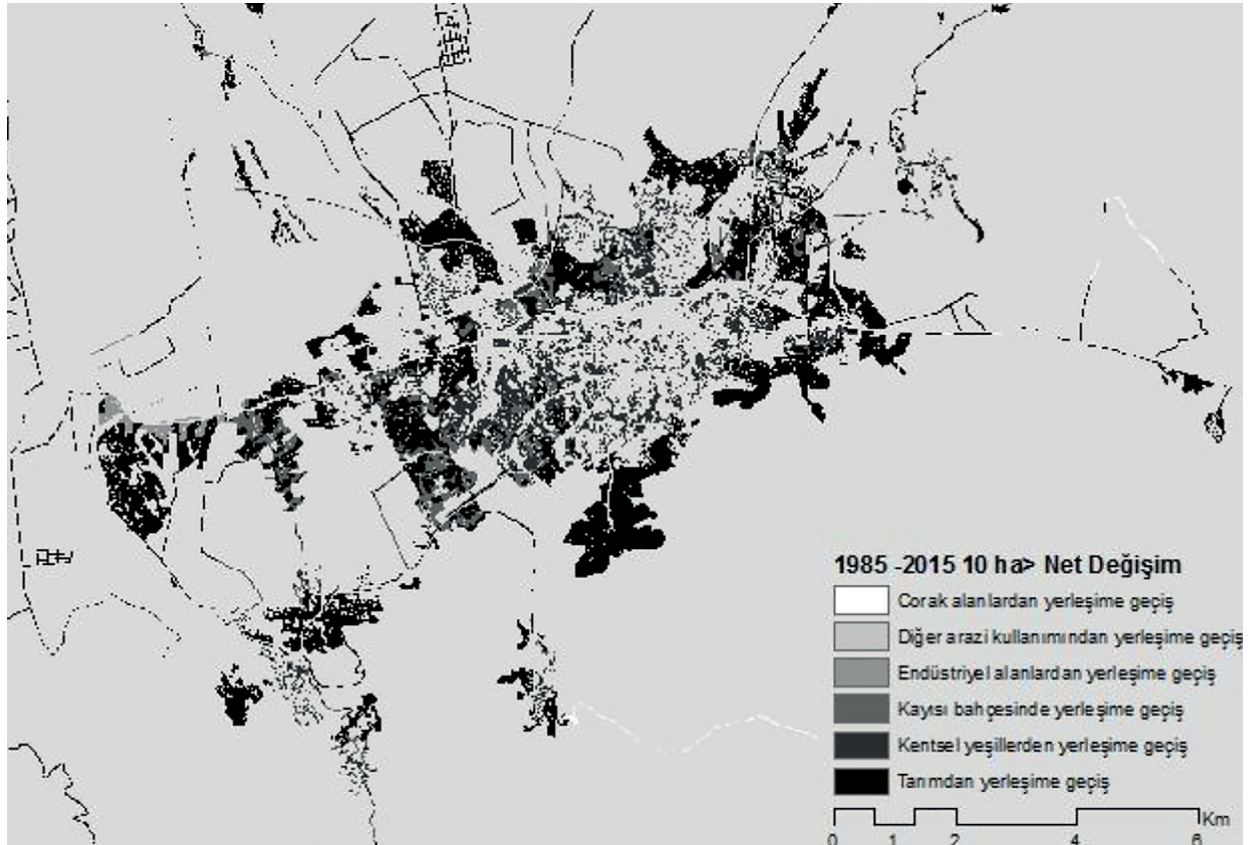 1985 -2015 10 ha> Net Değişim
Çorak alanlardan yerleşime geçiş
Diğer arazi kullanımından yerleşime geçiş
Endüstriyel alanlardan yerleşime geçiş
Kayısı bahçesinde yerleşime geçiş
Kentsel yeşillerden yerleşime geçiş
Tarımdan yerleşime geçiş
Km
0 1 2 4 6